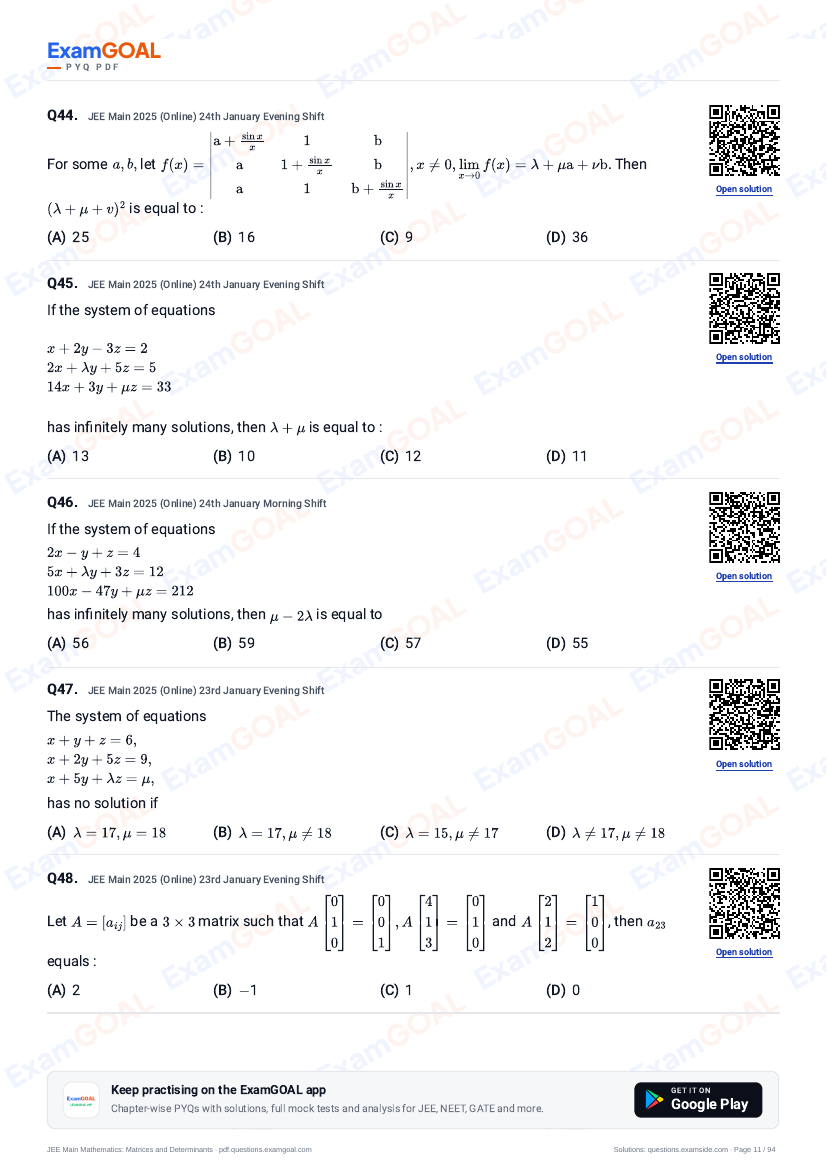 ExamGOAL
PYQ PDF
Q44. JEE Main 2025 (Online) 24th January Evening Shift
For some a, b, let f(x) = | a + sin x/x 1 b ; a 1 + sin x/x b ; a 1 b + sin x/x |, x ≠ 0, lim x→0 f(x) = λ + μa + νb. Then
(λ + μ + v)² is equal to :
(A) 25 (B) 16 (C) 9 (D) 36
Open solution
Q45. JEE Main 2025 (Online) 24th January Evening Shift
If the system of equations
x + 2y − 3z = 2
2x + λy + 5z = 5
14x + 3y + μz = 33
has infinitely many solutions, then λ + μ is equal to :
(A) 13 (B) 10 (C) 12 (D) 11
Open solution
Q46. JEE Main 2025 (Online) 24th January Morning Shift
If the system of equations
2x − y + z = 4
5x + λy + 3z = 12
100x − 47y + μz = 212
has infinitely many solutions, then μ − 2λ is equal to
(A) 56 (B) 59 (C) 57 (D) 55
Open solution
Q47. JEE Main 2025 (Online) 23rd January Evening Shift
The system of equations
x + y + z = 6,
x + 2y + 5z = 9,
x + 5y + λz = μ,
has no solution if
(A) λ = 17, μ = 18 (B) λ = 17, μ ≠ 18 (C) λ = 15, μ ≠ 17 (D) λ ≠ 17, μ ≠ 18
Open solution
Q48. JEE Main 2025 (Online) 23rd January Evening Shift
Let A = [aᵢⱼ] be a 3 × 3 matrix such that A [0 1 0] = [0 0 1], A [4 1 3] = [0 1 0] and A [2 1 2] = [1 0 0], then a₂₃
equals :
(A) 2 (B) −1 (C) 1 (D) 0
Open solution
Keep practising on the ExamGOAL app
Chapter-wise PYQs with solutions, full mock tests and analysis for JEE, NEET, GATE and more.
GET IT ON
Google Play
JEE Main Mathematics: Matrices and Determinants · pdf.questions.examgoal.com
Solutions: questions.examside.com · Page 11 / 94